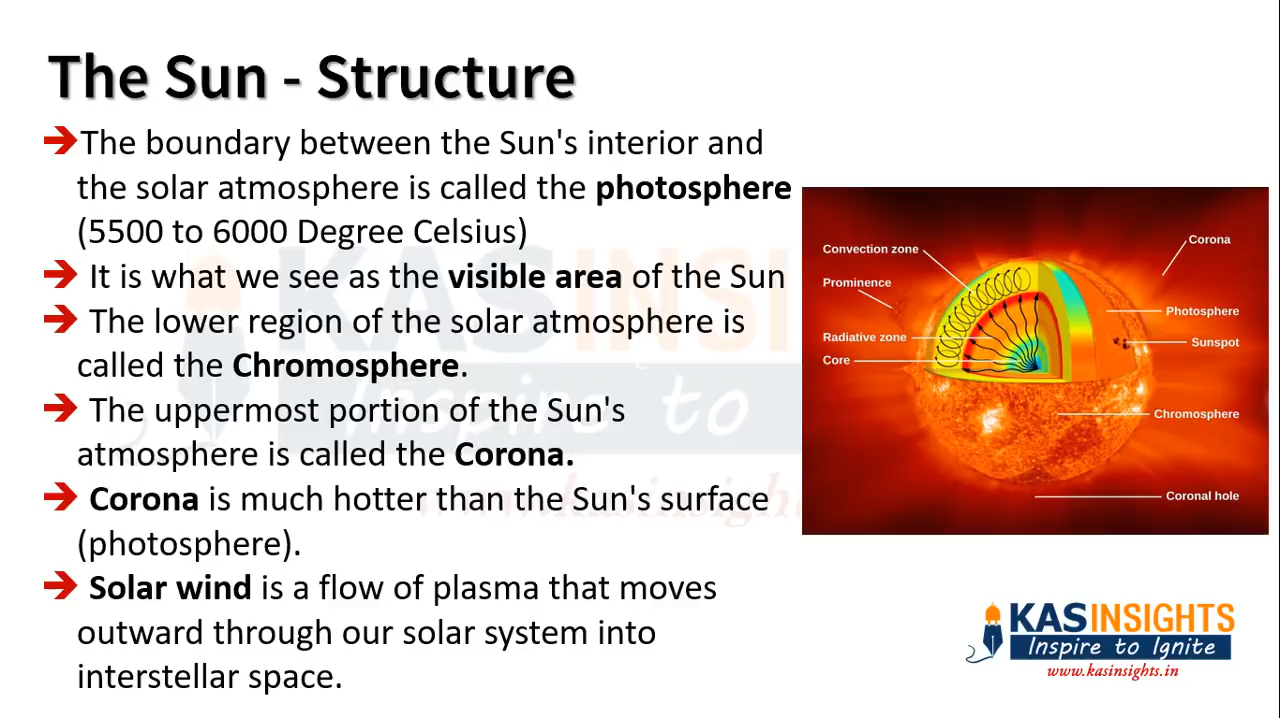 The Sun - Structure
➔The boundary between the Sun's interior and
the solar atmosphere is called the photosphere
(5500 to 6000 Degree Celsius)
➔ It is what we see as the visible area of the Sun
➔ The lower region of the solar atmosphere is
called the Chromosphere.
➔ The uppermost portion of the Sun's
atmosphere is called the Corona.
➔ Corona is much hotter than the Sun's surface
(photosphere).
➔ Solar wind is a flow of plasma that moves
outward through our solar system into
interstellar space.
Convection zone
Prominence
Radiative zone
Core
Corona
Photosphere
Sunspot
Chromosphere
Coronal hole
KASINSIGHTS
Inspire to Ignite
www.kasinsights.in
KASINS
Inspire to
www.kasinsights